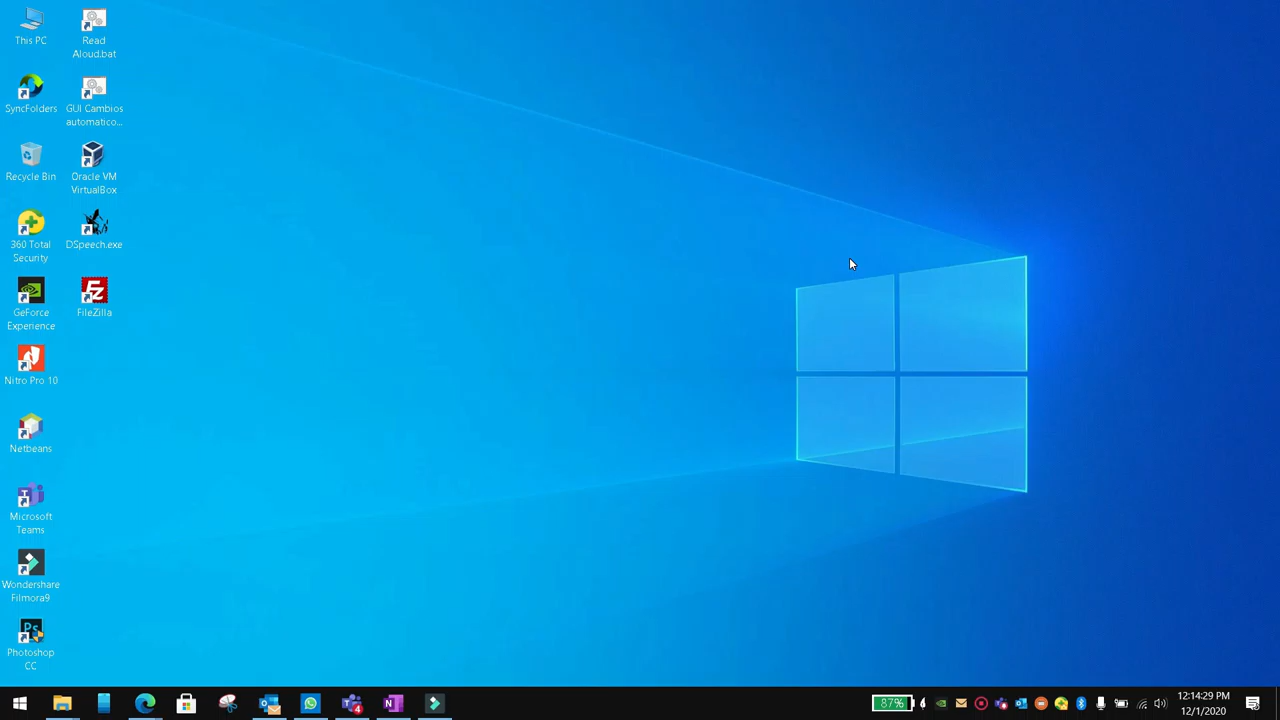 This PC
SyncFolders
Recycle Bin
360 Total
Security
GeForce
Experience
Nitro Pro 10
Netbeans
Microsoft
Teams
Wondershare
Filmora9
Photoshop
CC
Read
Aloud.bat
GUI Cambios
automatico...
Oracle VM
VirtualBox
DSpeech.exe
FileZilla
87%
12:14:29 PM
12/1/2020